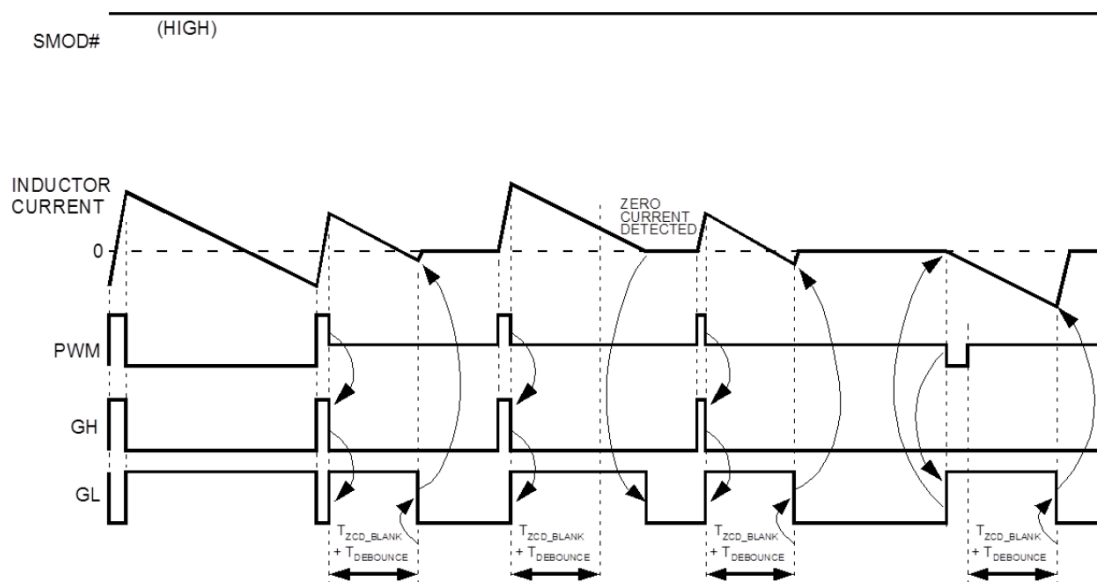 (HIGH)
SMOD#
INDUCTOR
CURRENT
ZERO
CURRENT
DETECTED
0
PWM
GH
GL
TZCD_BLANK
+ TDEBOUNCE
TZCD_BLANK
+ TDEBOUNCE
TZCD_BLANK
+ TDEBOUNCE
TZCD_BLANK
+ TDEBOUNCE